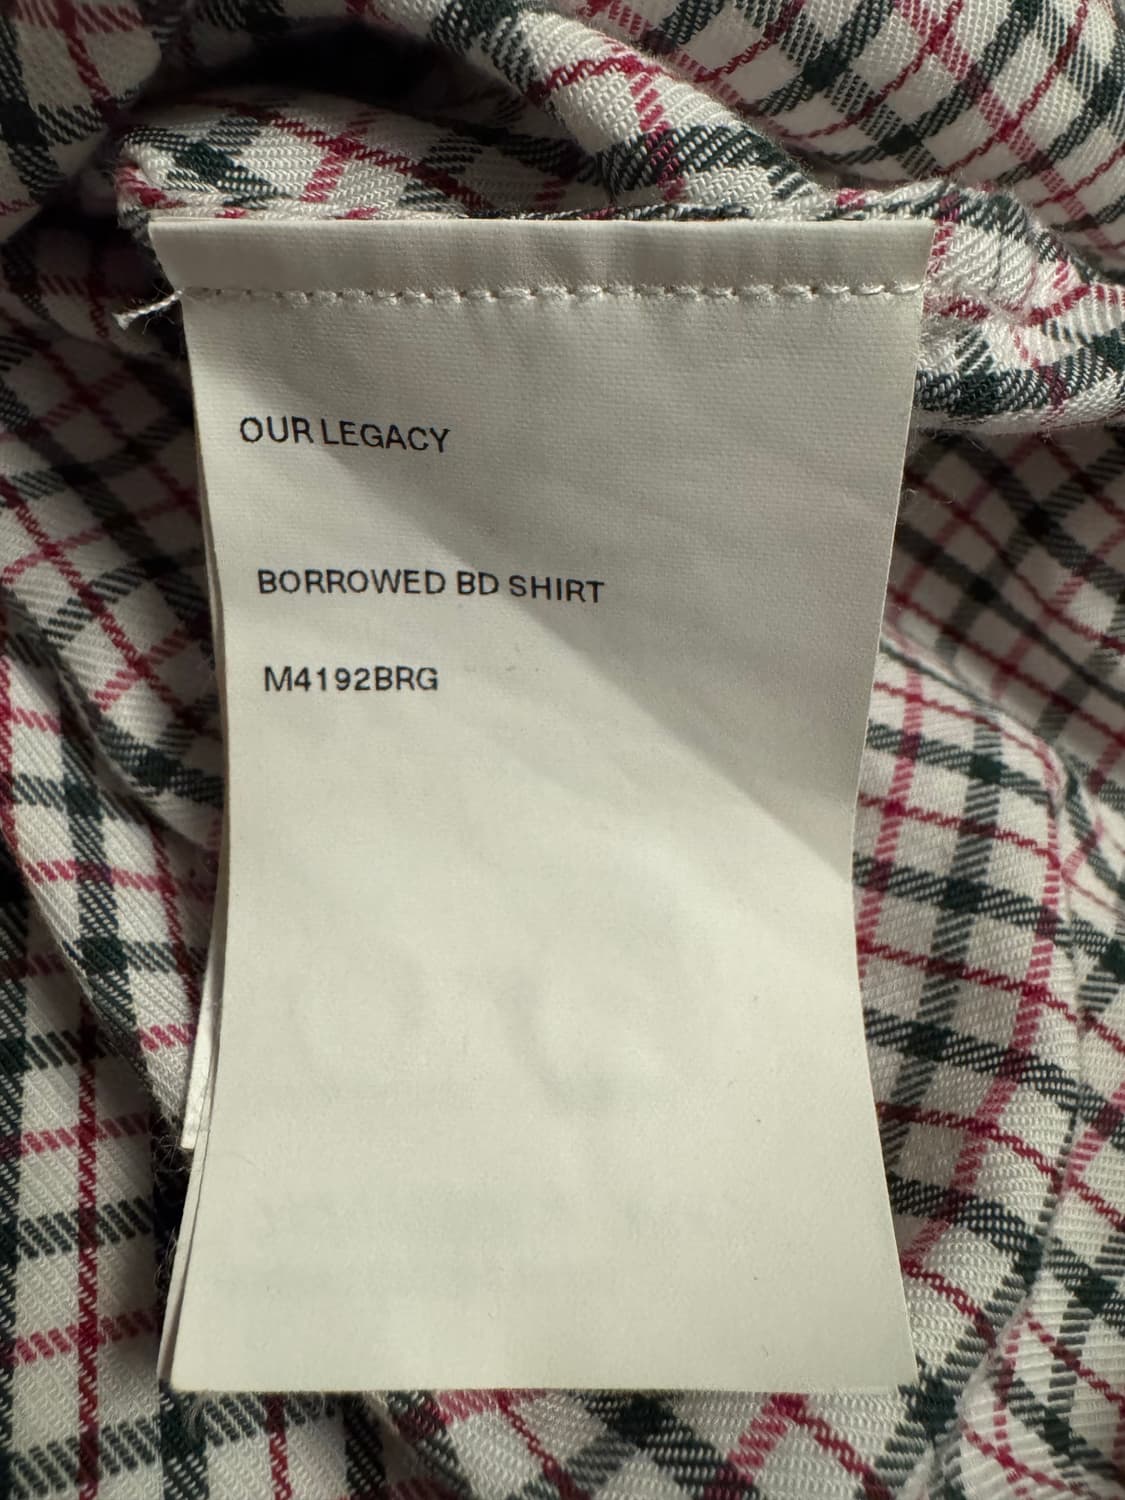 OUR LEGACY
BORROWED BD SHIRT
M4192BRG